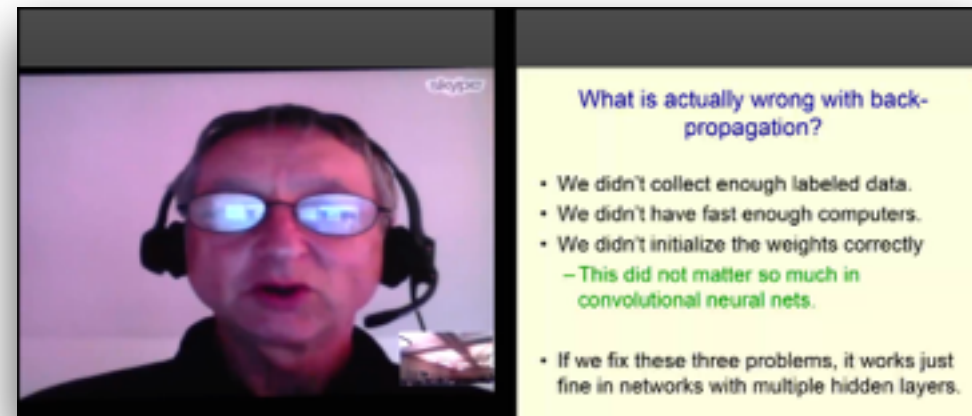 skype
What is actually wrong with back-
propagation?
• We didn't collect enough labeled data.
• We didn't have fast enough computers.
• We didn't initialize the weights correctly
–This did not matter so much in
convolutional neural nets.
• If we fix these three problems, it works just
fine in networks with multiple hidden layers.